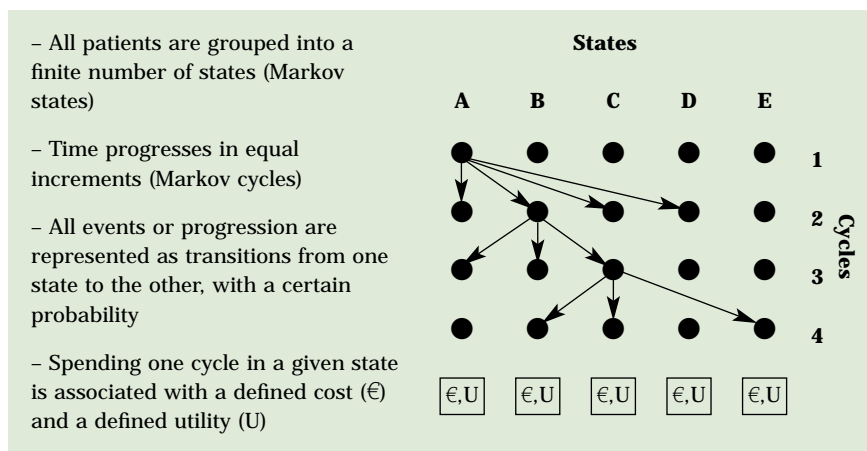 – All patients are grouped into a
finite number of states (Markov
states)
– Time progresses in equal
increments (Markov cycles)
– All events or progression are
represented as transitions from one
state to the other, with a certain
probability
– Spending one cycle in a given state
is associated with a defined cost (€)
and a defined utility (U)
States
A B C D E
1
2
3
4
Cycles
€,U €,U €,U €,U €,U